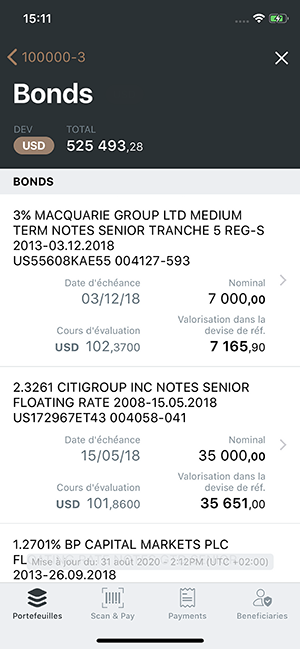 15:11
100000-3
Bonds
DEV TOTAL
USD 525 493,28
BONDS
3% MACQUARIE GROUP LTD MEDIUM
TERM NOTES SENIOR TRANCHE 5 REG-S
2013-03.12.2018
US55608KAE55 004127-593
Date d'échéance Nominal
03/12/18 7 000,00
Cours d'évaluation Valorisation dans la
devise de réf.
USD 102,3700 7 165,90
2.3261 CITIGROUP INC NOTES SENIOR
FLOATING RATE 2008-15.05.2018
US172967ET43 004058-041
Date d'échéance Nominal
15/05/18 35 000,00
Cours d'évaluation Valorisation dans la
devise de réf.
USD 101,8600 35 651,00
1.2701% BP CAPITAL MARKETS PLC
Mise à jour du: 31 août 2020 - 2:12PM (UTC +02:00)
2013-26.09.2018
Portefeuilles Scan & Pay Payments Beneficiaries